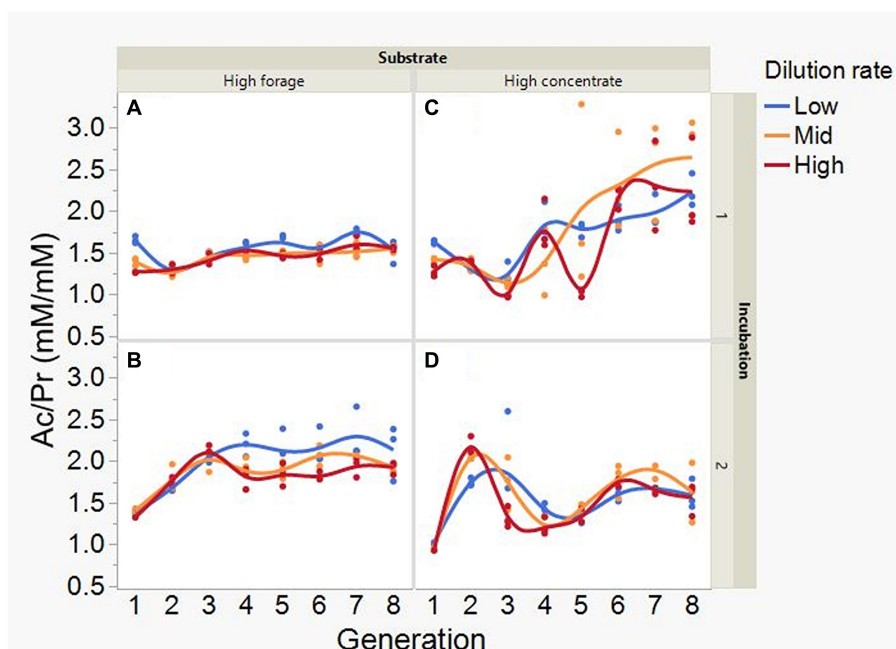 Substrate
High forage
High concentrate
Dilution rate
Low
Mid
High
A
C
3.0
2.5
2.0
1.5
1.0
0.5
1
B
D
3.0
2.5
2.0
1.5
1.0
0.5
2
Ac/Pr (mM/mM)
Incubation
1 2 3 4 5 6 7 8 1 2 3 4 5 6 7 8
Generation